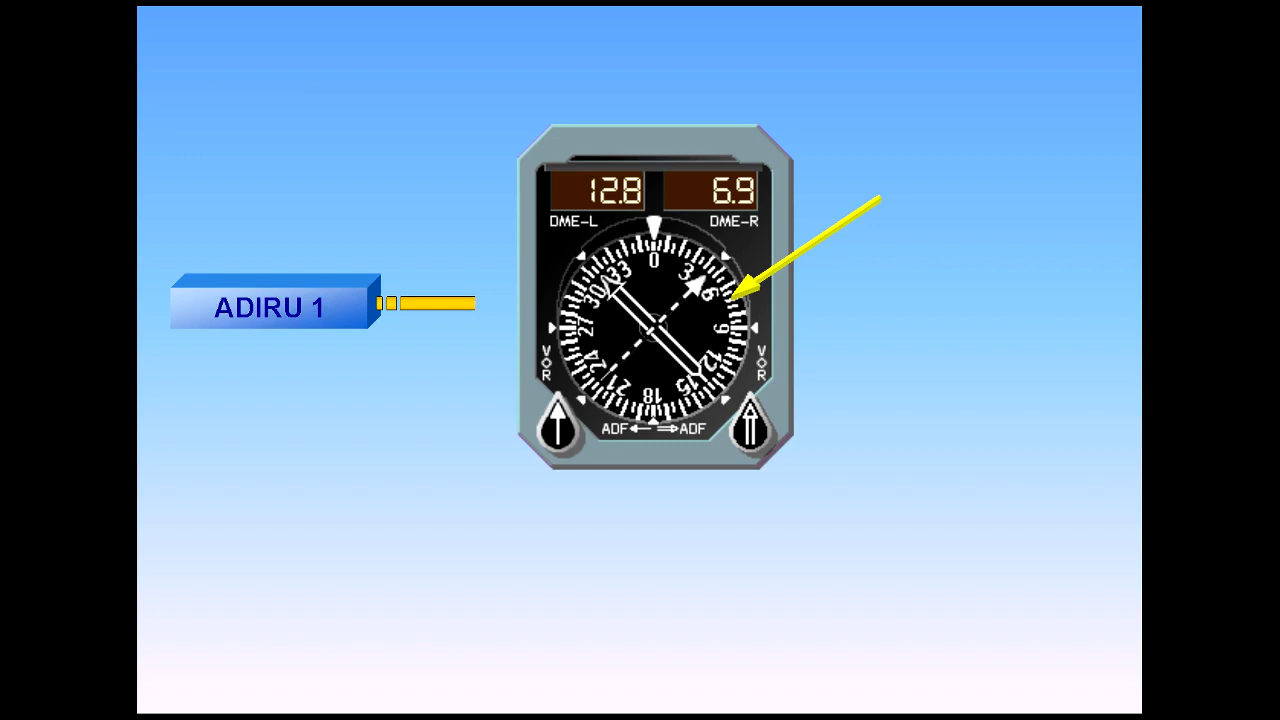 12.8 6.9
DME-L DME-R
0
33 3
30 6
ADIRU 1
27 9
24 12
21 15
18
VOR VOR
ADF ADF